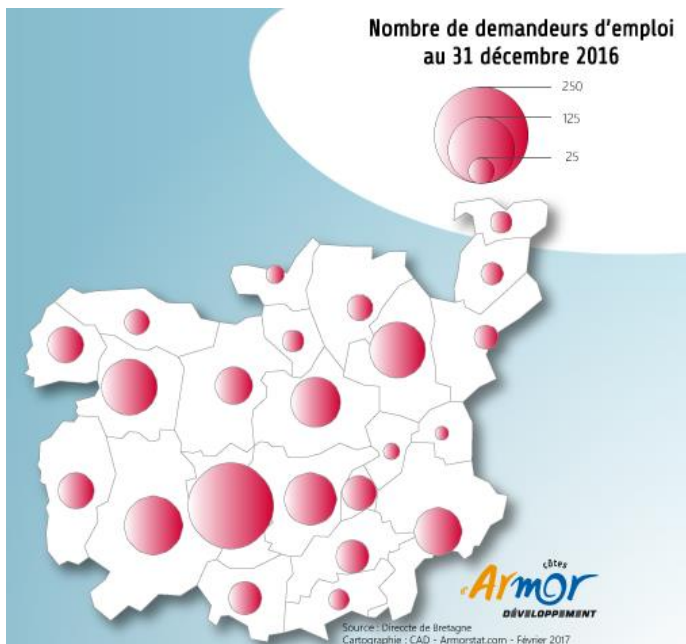 Nombre de demandeurs d'emploi
au 31 décembre 2016
250
125
25
côtes
d'Armor
DÉVELOPPEMENT
Source : Direccte de Bretagne
Cartographie : CAD - Armorstat.com - Février 2017